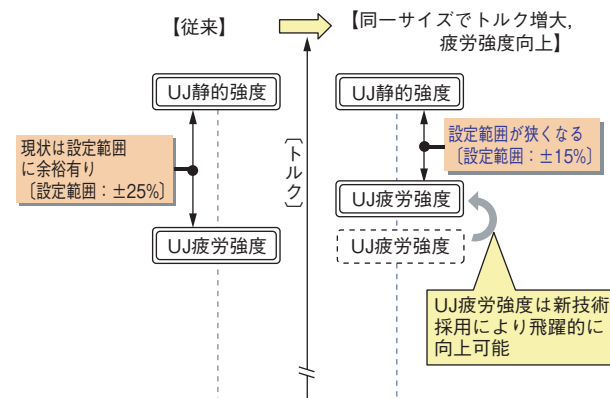 【従来】
【同一サイズでトルク増大,
疲労強度向上】
UJ静的強度
UJ静的強度
現状は設定範囲
に余裕有り
〔設定範囲：±25%〕
〔トルク〕
設定範囲が狭くなる
〔設定範囲：±15%〕
UJ疲労強度
UJ疲労強度
UJ疲労強度
UJ疲労強度は新技術
採用により飛躍的に
向上可能